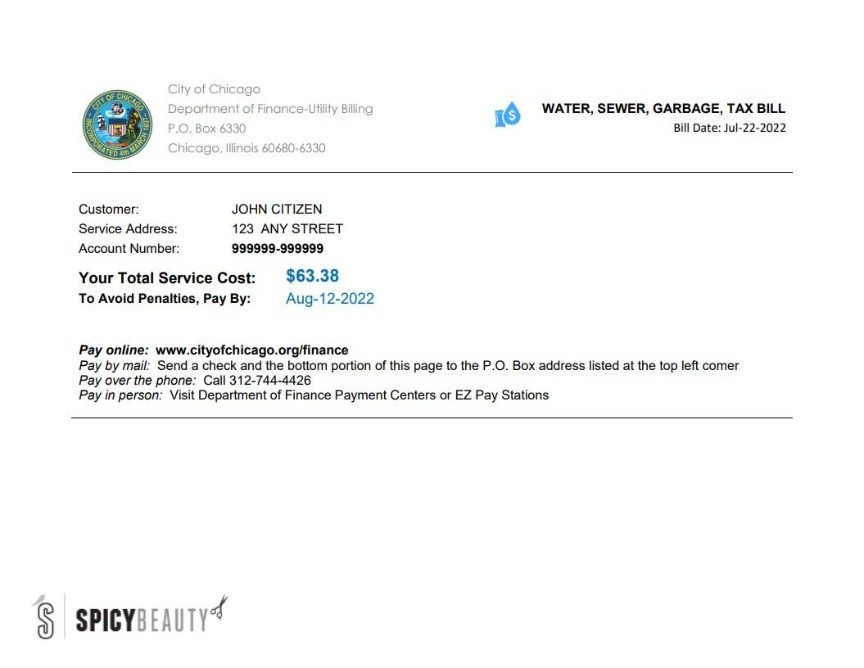 City of Chicago
Department of Finance-Utility Billing
P.O. Box 6330
Chicago, Illinois 60680-6330
WATER, SEWER, GARBAGE, TAX BILL
Bill Date: Jul-22-2022
CITY OF CHICAGO
INCORPORATED 4th MARCH 1837
Customer: JOHN CITIZEN
Service Address: 123 ANY STREET
Account Number: 999999-999999
Your Total Service Cost: $63.38
To Avoid Penalties, Pay By: Aug-12-2022
Pay online: www.cityofchicago.org/finance
Pay by mail: Send a check and the bottom portion of this page to the P.O. Box address listed at the top left corner
Pay over the phone: Call 312-744-4426
Pay in person: Visit Department of Finance Payment Centers or EZ Pay Stations
S SPICYBEAUTY